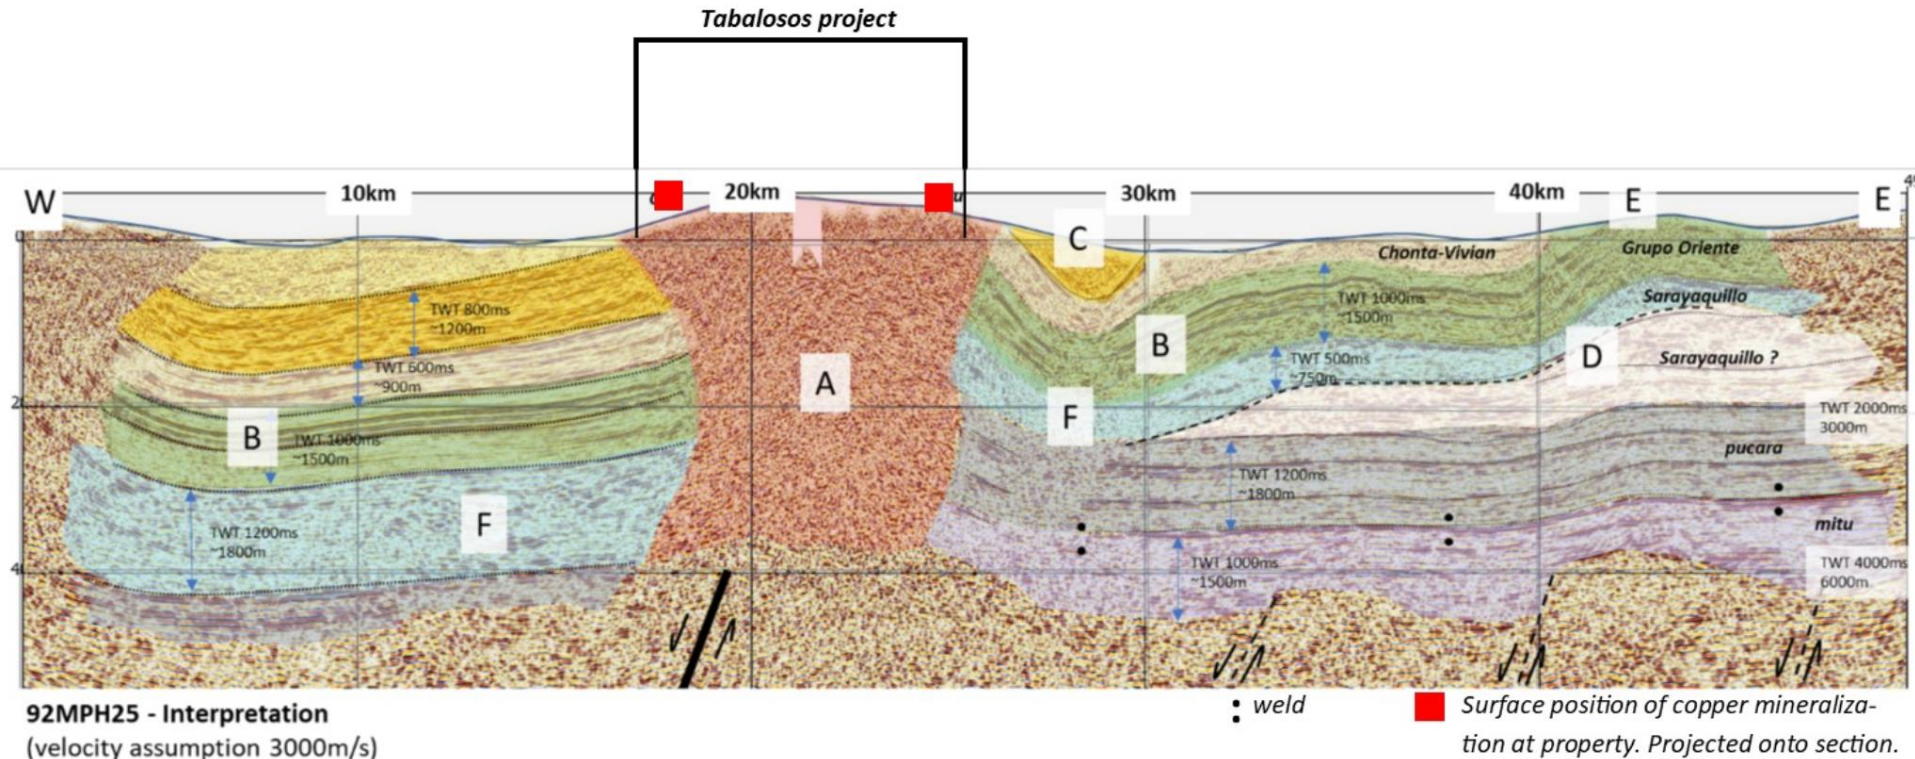 Tabalosos project
W
10km
20km
30km
40km
E
E
C
Chonta-Vivian
Grupo Oriente
Sarayaquillo
TWT 800ms
~1200m
TWT 1000ms
~1500m
B
D
Sarayaquillo ?
TWT 500ms
~750m
TWT 600ms
~900m
A
TWT 2000ms
3000m
B
TWT 1000ms
~1500m
F
pucara
TWT 1200ms
~1800m
F
TWT 1200ms
~1800m
mitu
TWT 1000ms
~1500m
TWT 4000ms
6000m
92MPH25 - Interpretation
(velocity assumption 3000m/s)
weld
Surface position of copper mineraliza-
tion at property. Projected onto section.